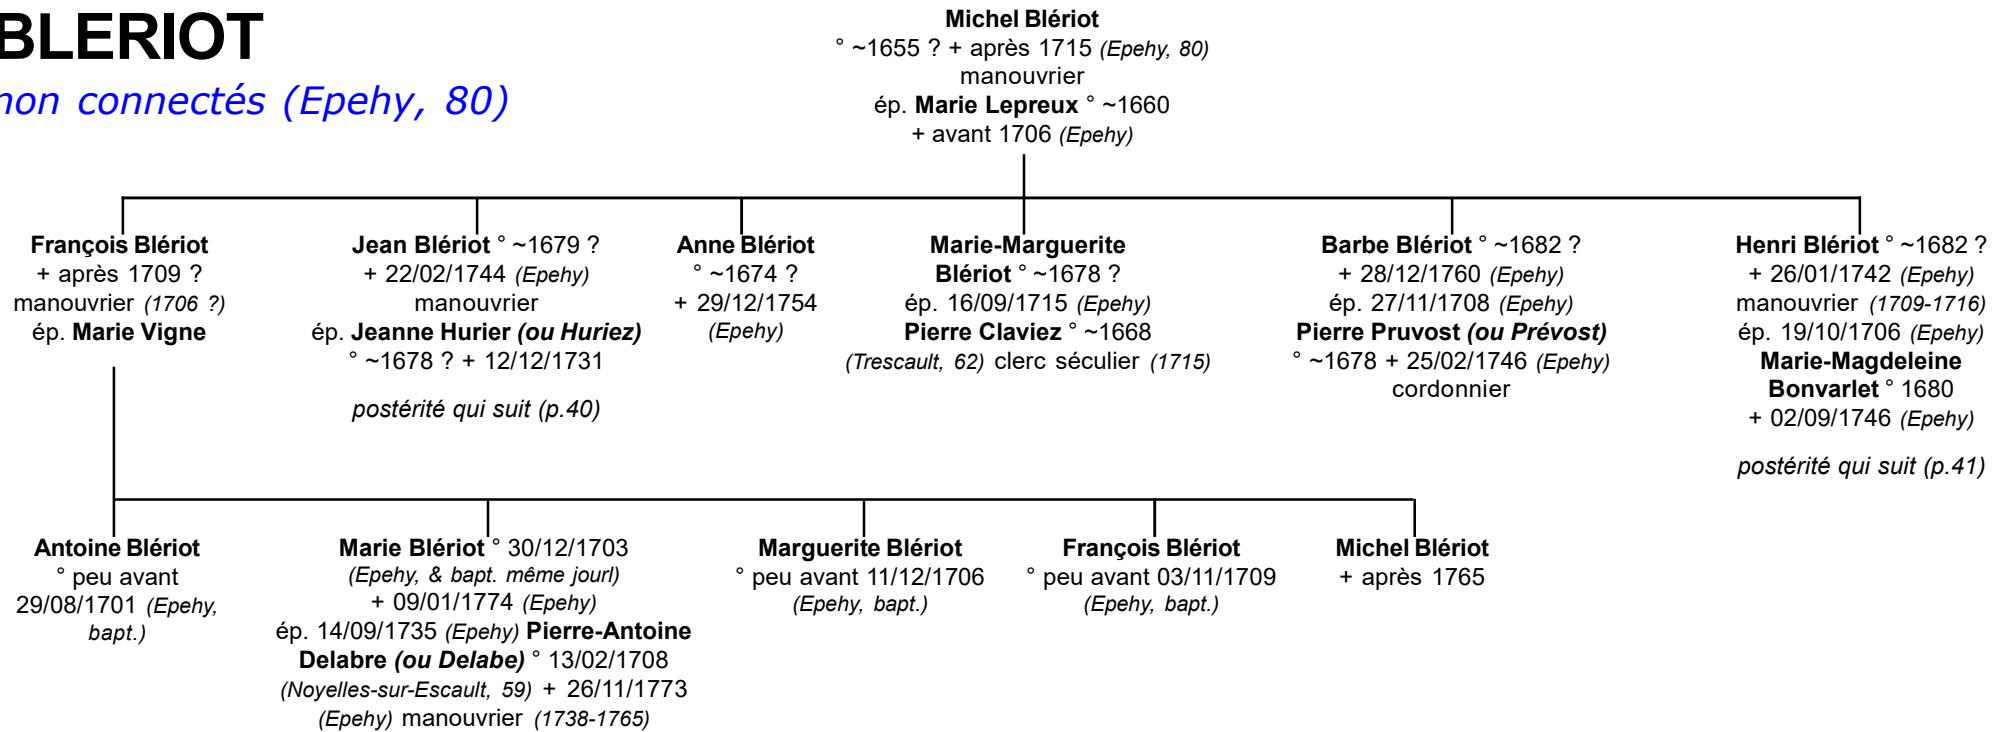 BLERIOT
non connectés (Epehy, 80)
Michel Blériot
° ~1655 ? + après 1715 (Epehy, 80)
manouvrier
ép. Marie Lepreux ° ~1660
+ avant 1706 (Epehy)
François Blériot
+ après 1709 ?
manouvrier (1706 ?)
ép. Marie Vigne
Jean Blériot ° ~1679 ?
+ 22/02/1744 (Epehy)
manouvrier
ép. Jeanne Hurier (ou Huriez)
° ~1678 ? + 12/12/1731
postérité qui suit (p.40)
Anne Blériot
° ~1674 ?
+ 29/12/1754
(Epehy)
Marie-Marguerite
Blériot ° ~1678 ?
ép. 16/09/1715 (Epehy)
Pierre Claviez ° ~1668
(Trescault, 62) clerc séculier (1715)
Barbe Blériot ° ~1682 ?
+ 28/12/1760 (Epehy)
ép. 27/11/1708 (Epehy)
Pierre Pruvost (ou Prévost)
° ~1678 + 25/02/1746 (Epehy)
cordonnier
Henri Blériot ° ~1682 ?
+ 26/01/1742 (Epehy)
manouvrier (1709-1716)
ép. 19/10/1706 (Epehy)
Marie-Magdeleine
Bonvarlet ° 1680
+ 02/09/1746 (Epehy)
postérité qui suit (p.41)
Antoine Blériot
° peu avant
29/08/1701 (Epehy,
bapt.)
Marie Blériot ° 30/12/1703
(Epehy, & bapt. même jourl)
+ 09/01/1774 (Epehy)
ép. 14/09/1735 (Epehy) Pierre-Antoine
Delabre (ou Delabe) ° 13/02/1708
(Noyelles-sur-Escault, 59) + 26/11/1773
(Epehy) manouvrier (1738-1765)
Marguerite Blériot
° peu avant 11/12/1706
(Epehy, bapt.)
François Blériot
° peu avant 03/11/1709
(Epehy, bapt.)
Michel Blériot
+ après 1765